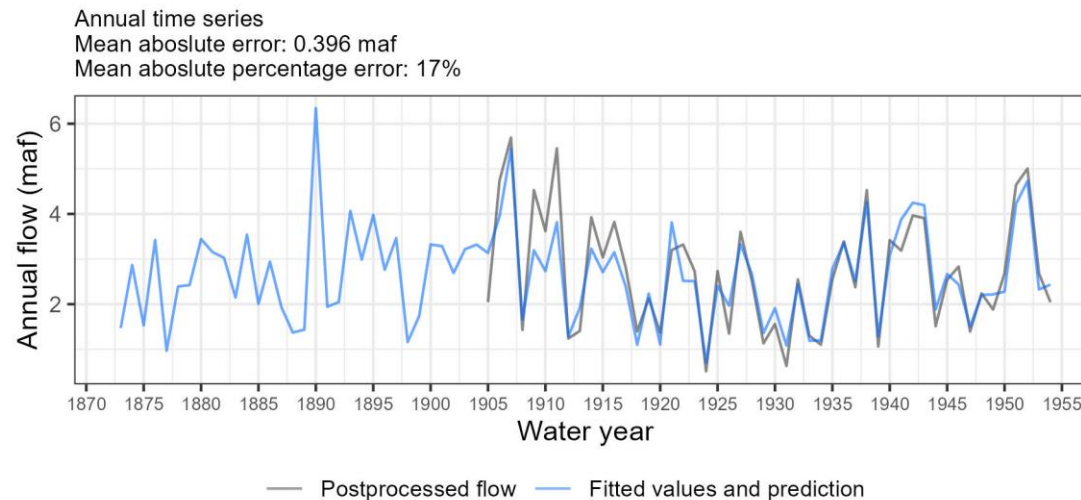 Annual time series
Mean aboslute error: 0.396 maf
Mean aboslute percentage error: 17%
Annual flow (maf)
6
4
2
1870 1875 1880 1885 1890 1895 1900 1905 1910 1915 1920 1925 1930 1935 1940 1945 1950 1955
Water year
Postprocessed flow Fitted values and prediction